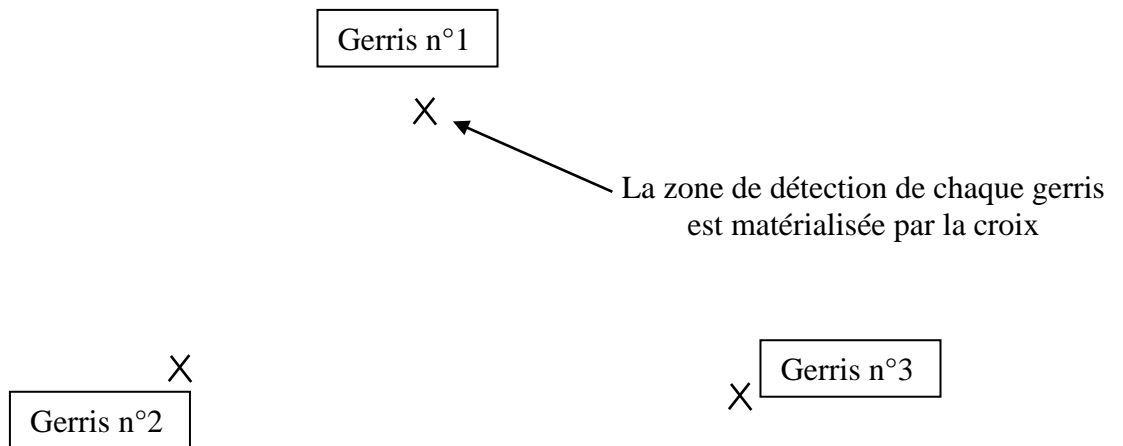 Gerris n°1
La zone de détection de chaque gerris
est matérialisée par la croix
Gerris n°3
Gerris n°2